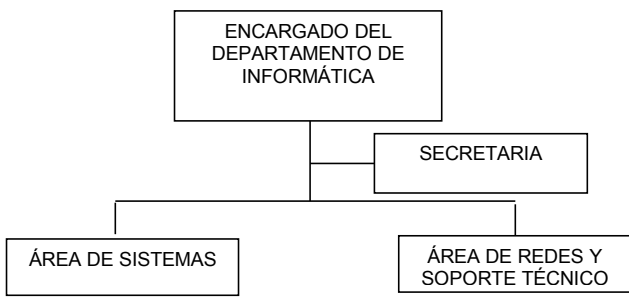 ENCARGADO DEL
DEPARTAMENTO DE
INFORMÁTICA
SECRETARIA
ÁREA DE SISTEMAS
ÁREA DE REDES Y
SOPORTE TÉCNICO